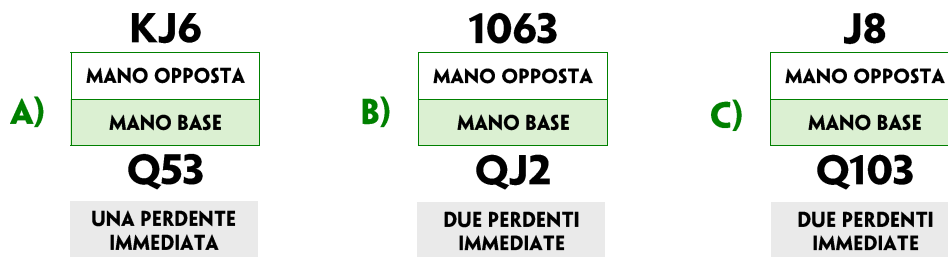 KJ6
MANO OPPOSTA
A)
MANO BASE
Q53
UNA PERDENTE
IMMEDIATA
1063
MANO OPPOSTA
B)
MANO BASE
QJ2
DUE PERDENTI
IMMEDIATE
J8
MANO OPPOSTA
C)
MANO BASE
Q103
DUE PERDENTI
IMMEDIATE